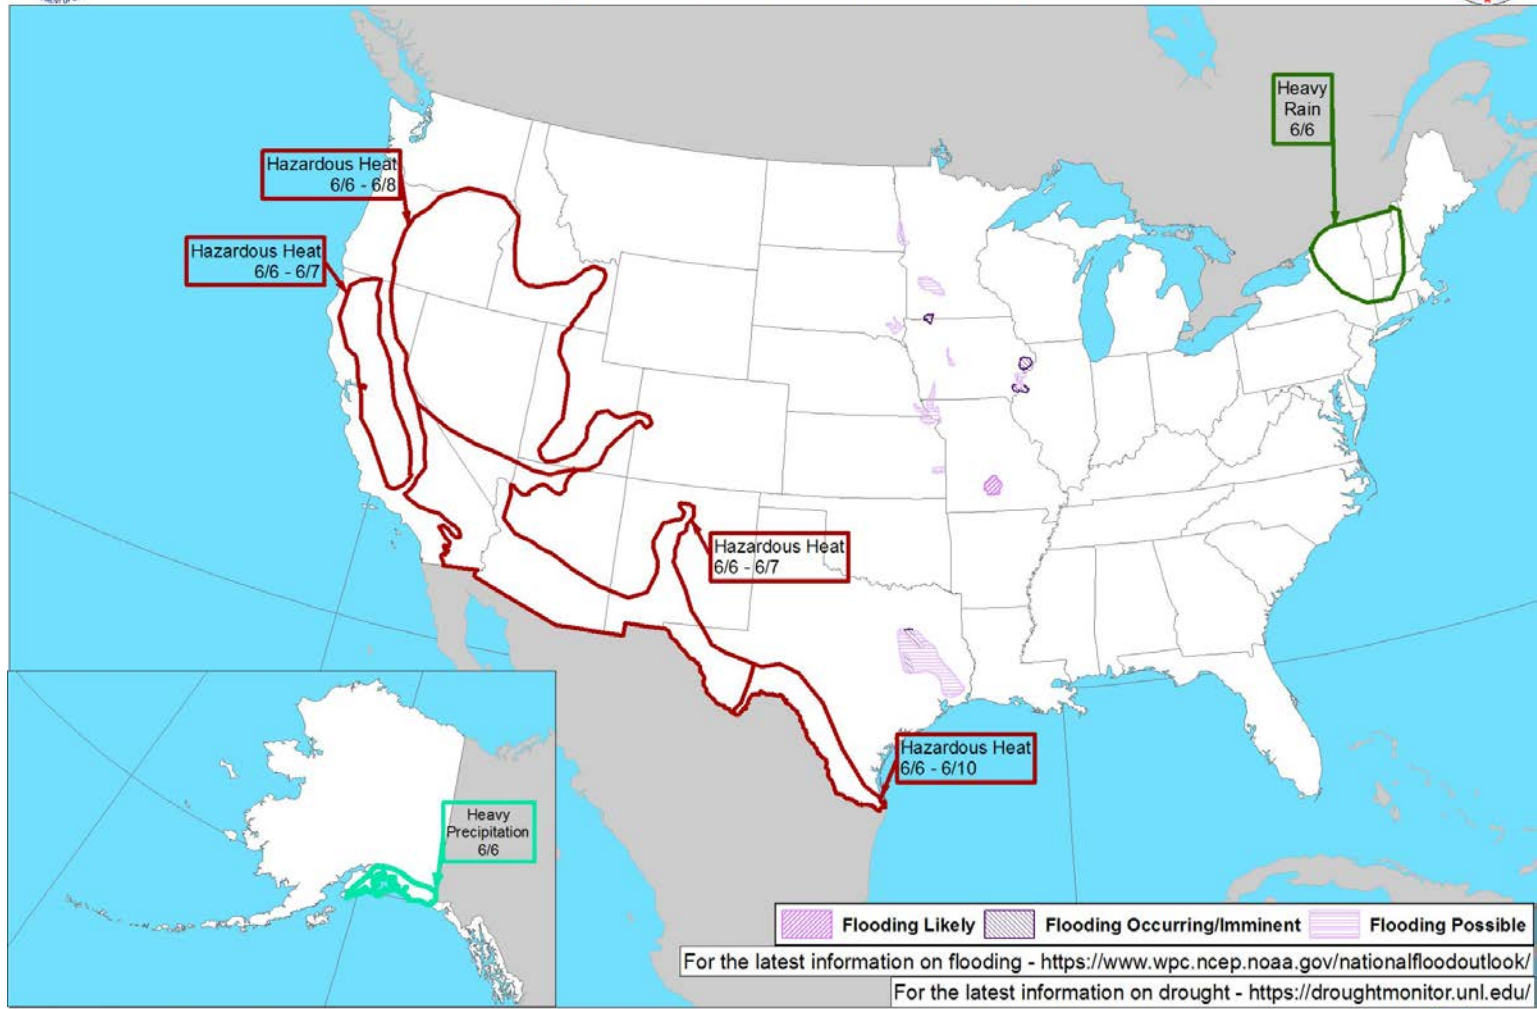 Heavy
Rain
6/6
Hazardous Heat
6/6 - 6/8
Hazardous Heat
6/6 - 6/7
Hazardous Heat
6/6 - 6/7
Hazardous Heat
6/6 - 6/10
Heavy
Precipitation
6/6
Flooding Likely
Flooding Occurring/Imminent
Flooding Possible
For the latest information on flooding - https://www.wpc.ncep.noaa.gov/nationalfloodoutlook/
For the latest information on drought - https://droughtmonitor.unl.edu/